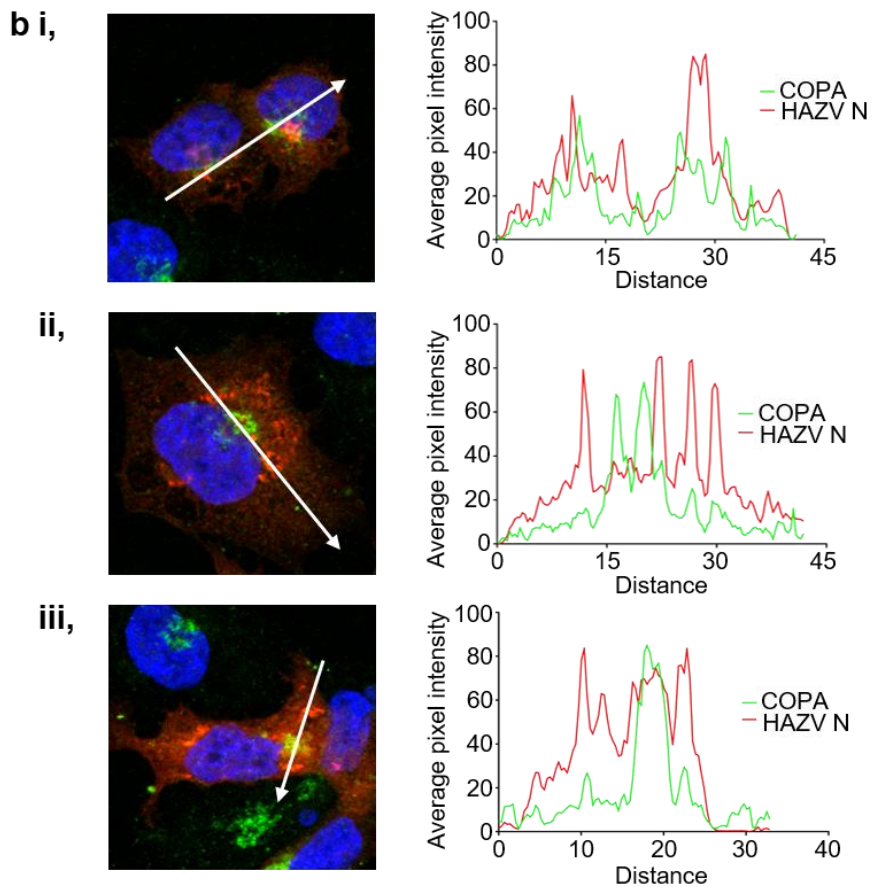 b i,
100
80
60
40
20
0
Average pixel intensity
COPA
HAZV N
0 15 30 45
Distance
ii,
100
80
60
40
20
0
Average pixel intensity
COPA
HAZV N
0 15 30 45
Distance
iii,
100
80
60
40
20
0
Average pixel intensity
COPA
HAZV N
0 10 20 30 40
Distance